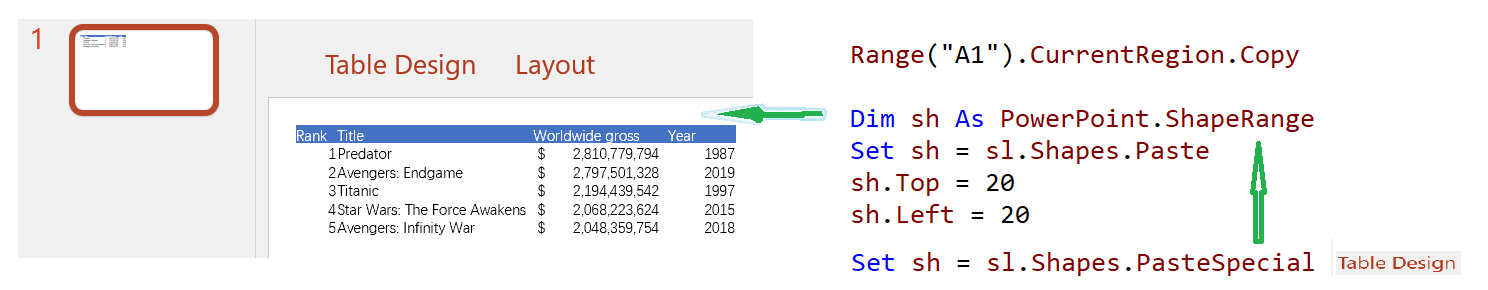 1
Table Design Layout
Rank Title Worldwide gross Year
1 Predator $ 2,810,779,794 1987
2 Avengers: Endgame $ 2,797,501,328 2019
3 Titanic $ 2,194,439,542 1997
4 Star Wars: The Force Awakens $ 2,068,223,624 2015
5 Avengers: Infinity War $ 2,048,359,754 2018
Range("A1").CurrentRegion.Copy
Dim sh As PowerPoint.ShapeRange
Set sh = sl.Shapes.Paste
sh.Top = 20
sh.Left = 20
Set sh = sl.Shapes.PasteSpecial
Table Design